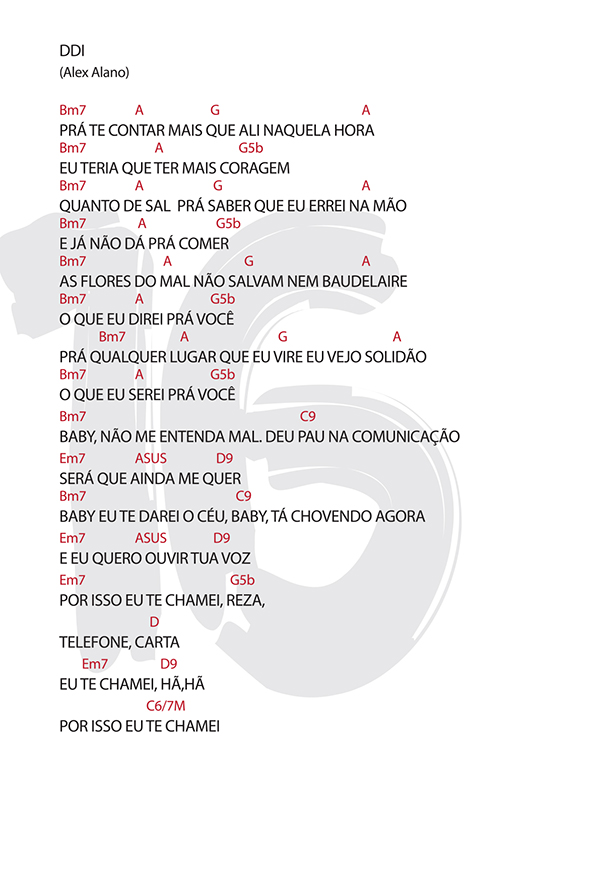 DDI
(Alex Alano)
Bm7 A G A
PRÁ TE CONTAR MAIS QUE ALI NAQUELA HORA
Bm7 A G5b
EU TERIA QUE TER MAIS CORAGEM
Bm7 A G A
QUANTO DE SAL PRÁ SABER QUE EU ERREI NA MÃO
Bm7 A G5b
E JÁ NÃO DÁ PRÁ COMER
Bm7 A G A
AS FLORES DO MAL NÃO SALVAM NEM BAUDELAIRE
Bm7 A G5b
O QUE EU DIREI PRÁ VOCÊ
Bm7 A G A
PRÁ QUALQUER LUGAR QUE EU VIRE EU VEJO SOLIDÃO
Bm7 A G5b
O QUE EU SEREI PRÁ VOCÊ
Bm7 C9
BABY, NÃO ME ENTENDA MAL. DEU PAU NA COMUNICAÇÃO
Em7 ASUS D9
SERÁ QUE AINDA ME QUER
Bm7 C9
BABY EU TE DAREI O CÉU, BABY, TÁ CHOVENDO AGORA
Em7 ASUS D9
E EU QUERO OUVIR TUA VOZ
Em7 G5b
POR ISSO EU TE CHAMEI, REZA,
D
TELEFONE, CARTA
Em7 D9
EU TE CHAMEI, HÃ,HÃ
C6/7M
POR ISSO EU TE CHAMEI
16